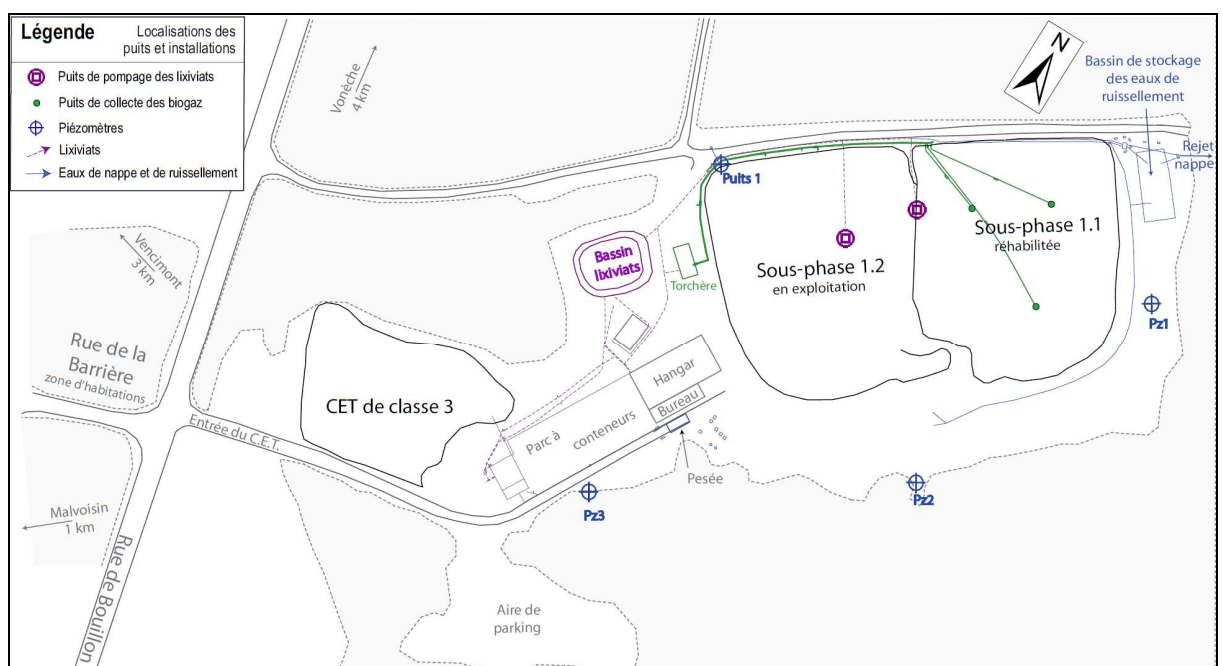 Légende
Localisations des
puits et installations
Puits de pompage des lixiviats
Puits de collecte des biogaz
Piézomètres
Lixiviats
Eaux de nappe et de ruissellement
Vonêche
4 km
N
Bassin de stockage
des eaux de
ruissellement
Rejet
nappe
Puits 1
Vencimont
3 km
Bassin
lixiviats
Torchère
Sous-phase 1.1
réhabilitée
Sous-phase 1.2
en exploitation
Pz1
Rue de la
Barrière
zone d'habitations
CET de classe 3
Hangar
Bureau
Parc à
conteneurs
Entrée du C.E.T.
Pesée
Pz2
Pz3
Malvoisin
1 km
Rue de Bouillon
Aire de
parking